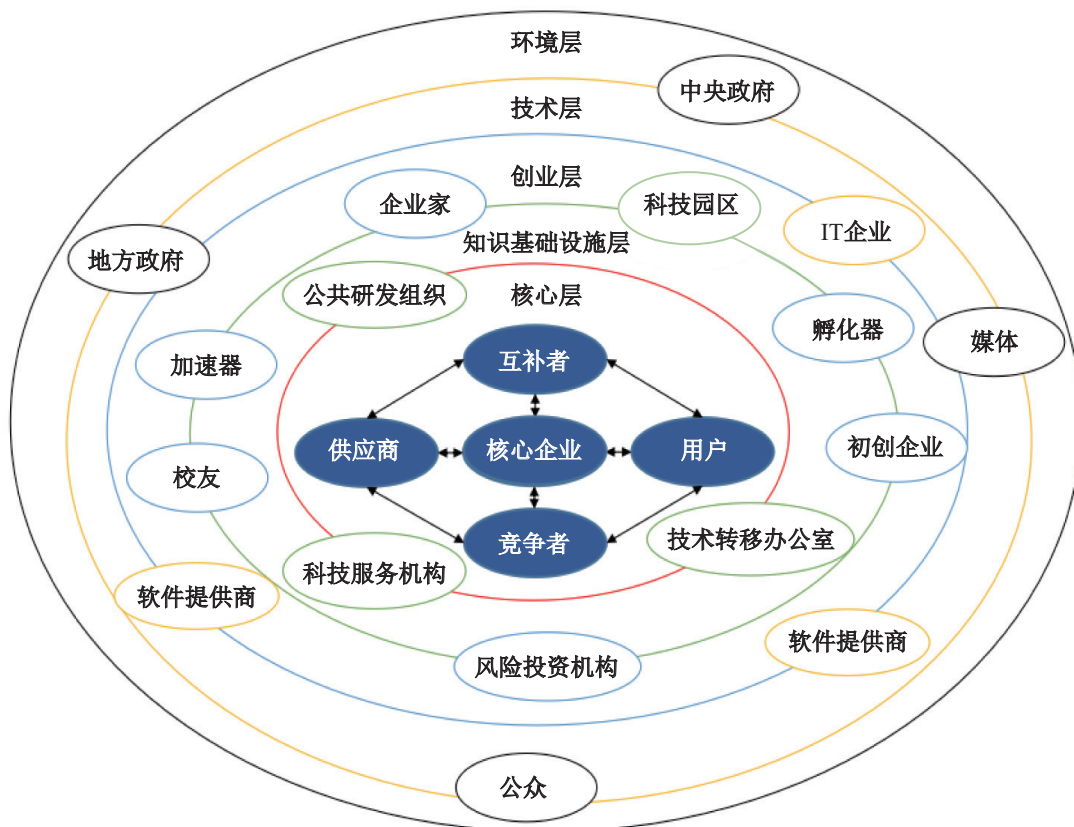 环境层
中央政府
技术层
创业层
企业家
科技园区
IT企业
知识基础设施层
地方政府
公共研发组织
核心层
孵化器
媒体
加速器
互补者
供应商
核心企业
用户
初创企业
校友
竞争者
技术转移办公室
科技服务机构
软件提供商
软件提供商
风险投资机构
公众